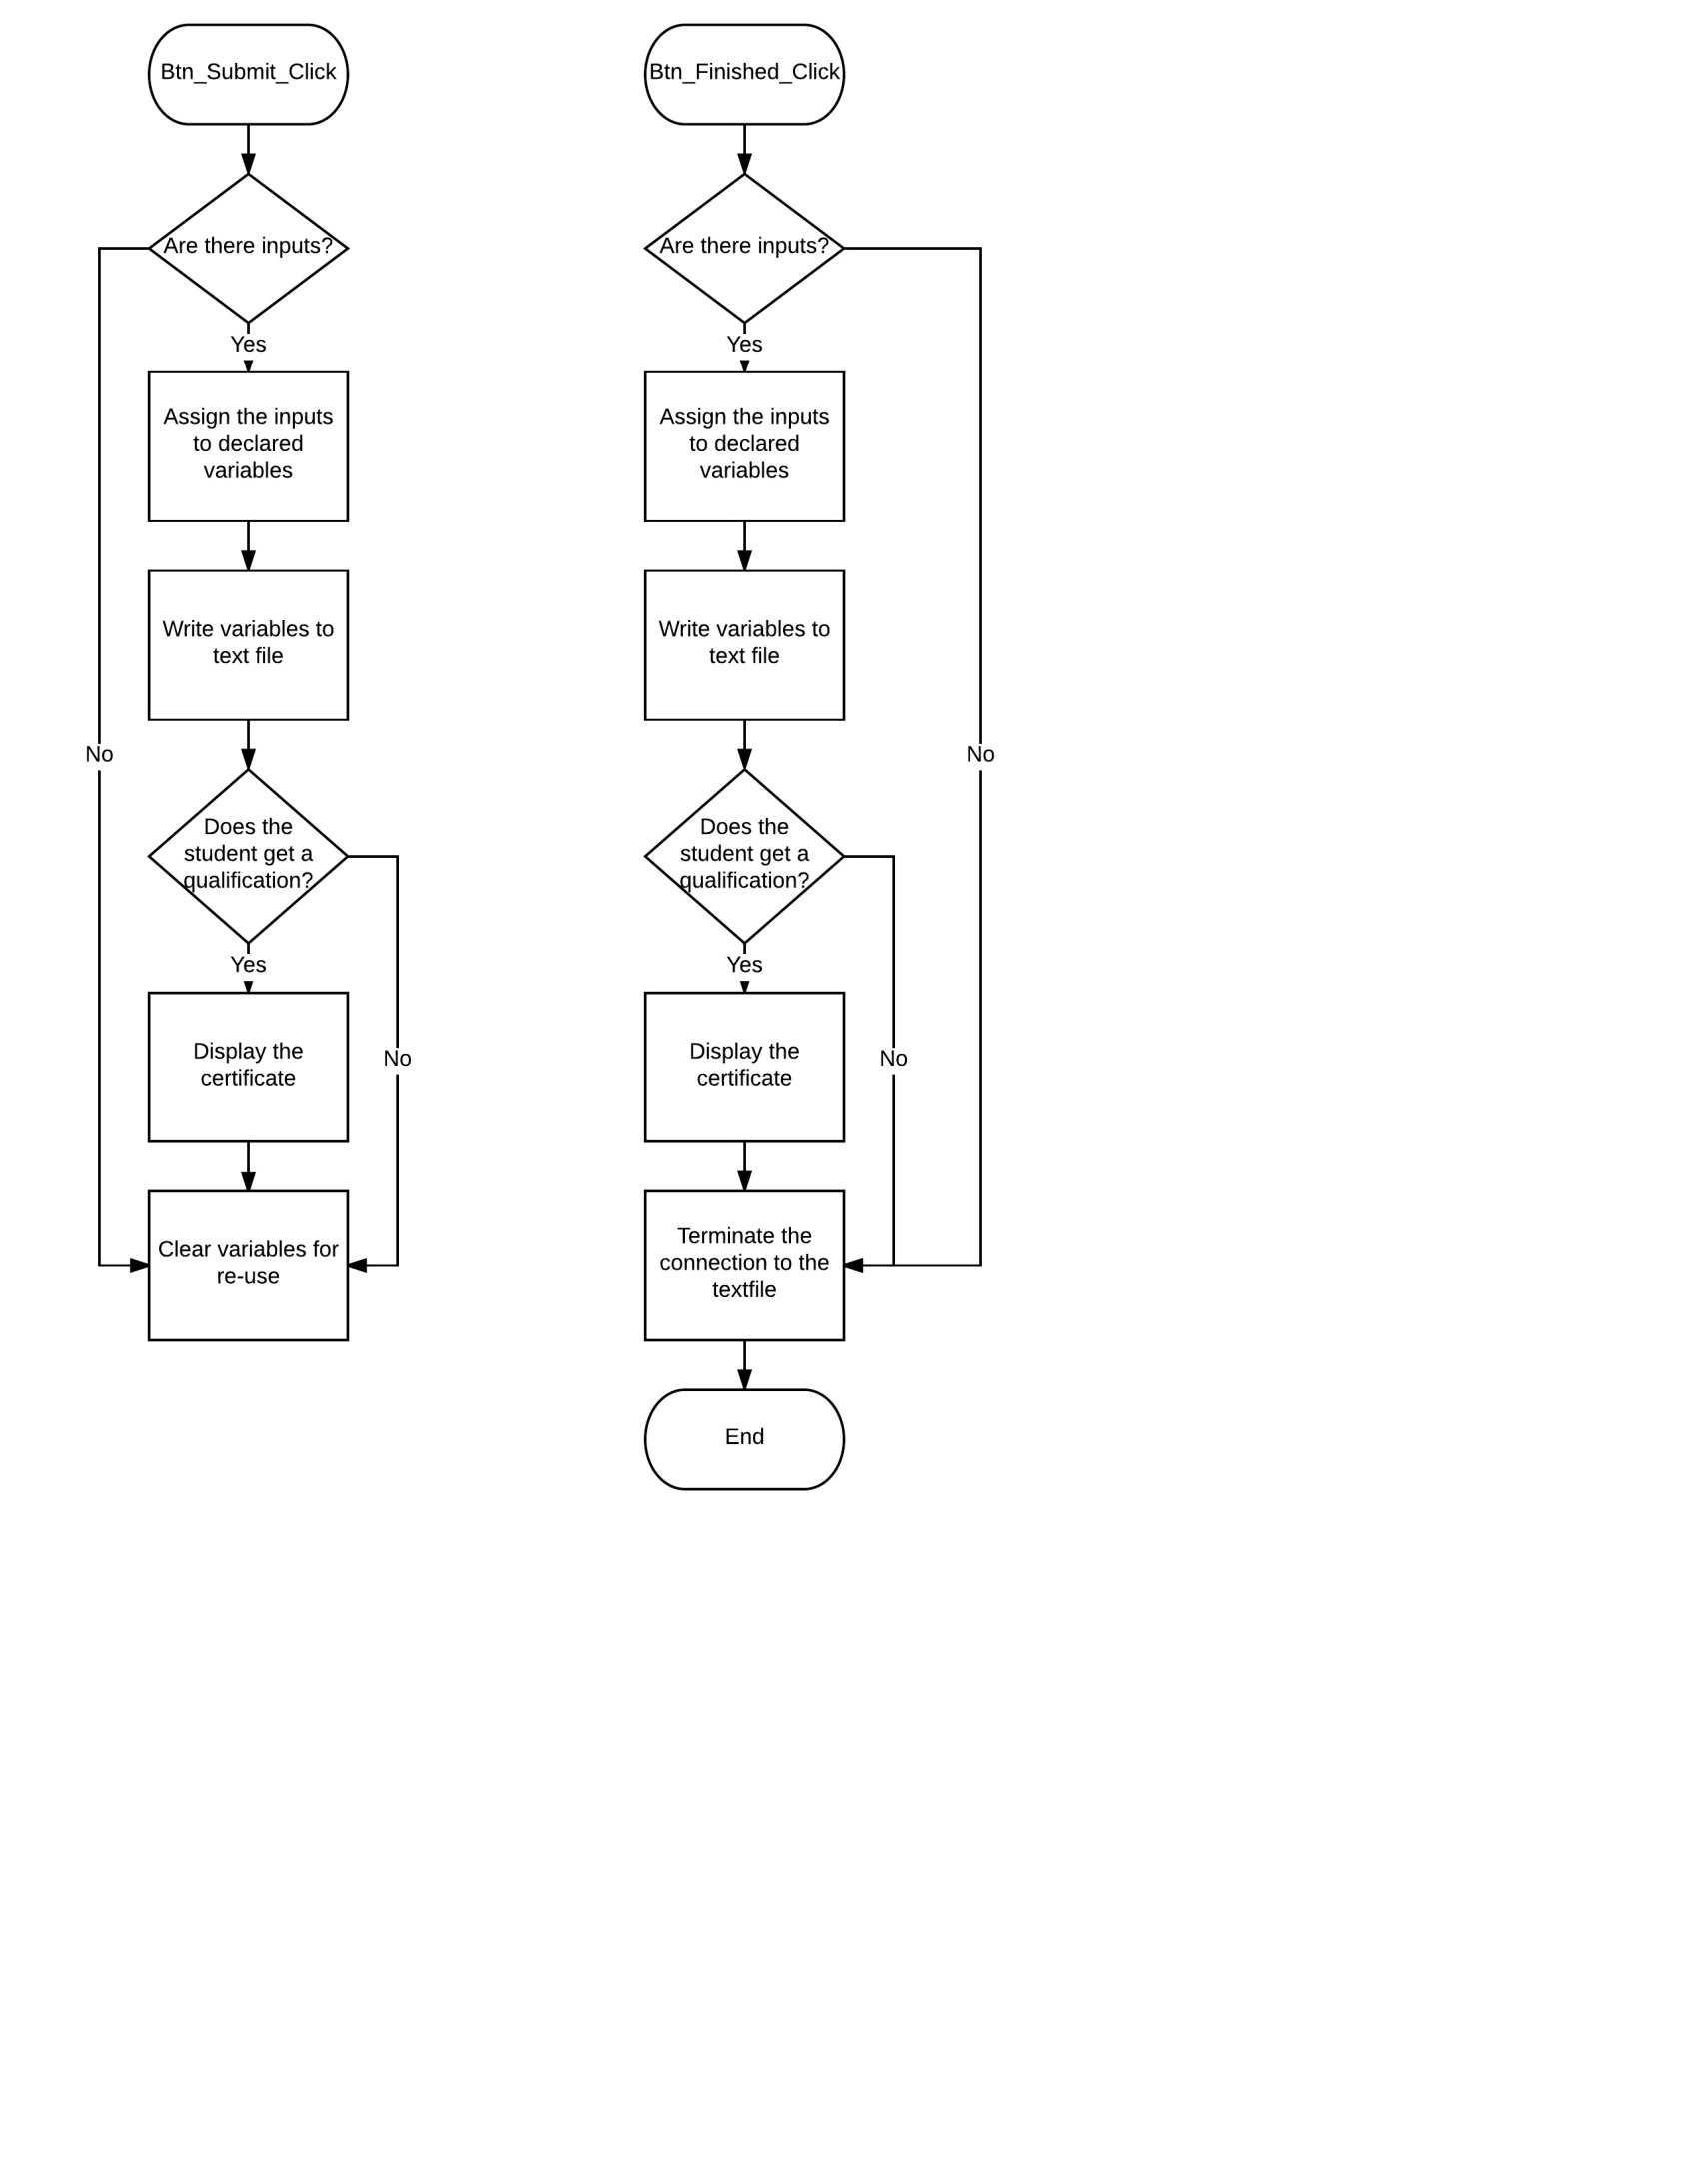 Btn_Submit_Click
Are there inputs?
Yes
Assign the inputs
to declared
variables
Write variables to
text file
No
Does the
student get a
qualification?
Yes
Display the
certificate
No
Clear variables for
re-use
Btn_Finished_Click
Are there inputs?
Yes
Assign the inputs
to declared
variables
Write variables to
text file
No
Does the
student get a
qualification?
Yes
Display the
certificate
No
Terminate the
connection to the
textfile
End